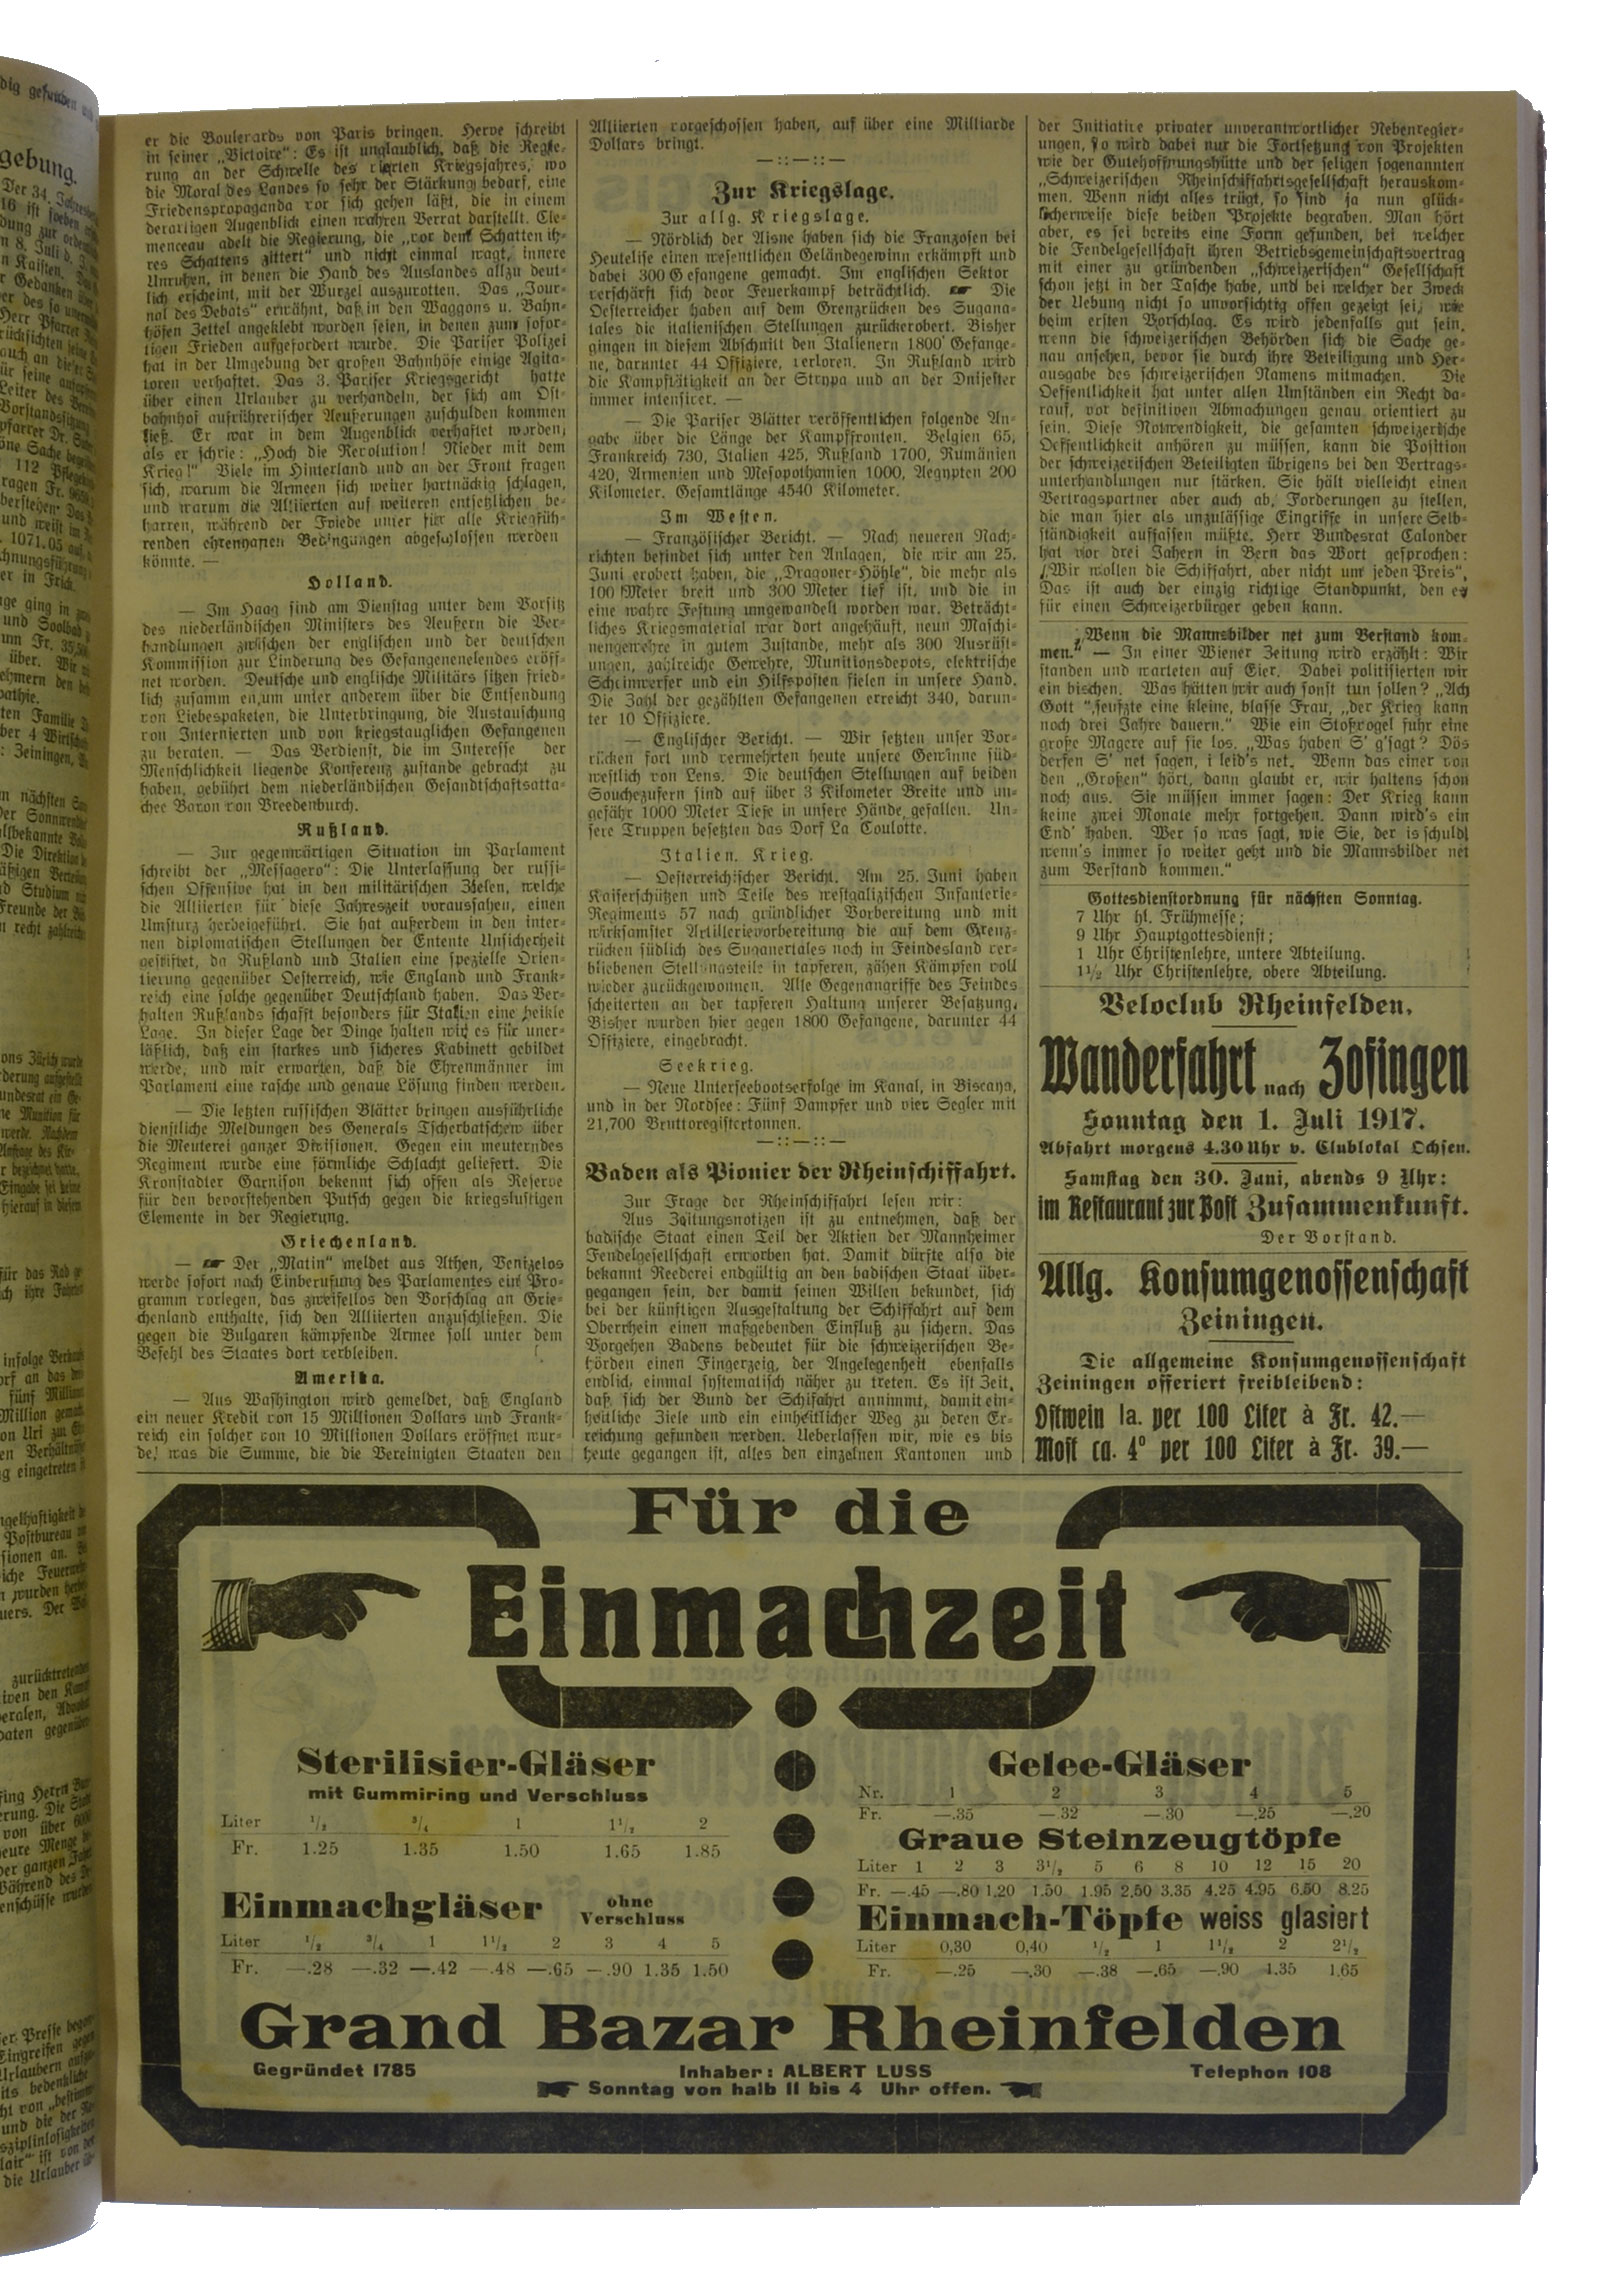 er die Boulevards von Paris bringen. Herve schreibt
in seiner „Victoire“: Es ist unglaublich, daß die Regie-
rung an der Schwelle des vierten Kriegsjahres, wo
die Moral des Landes so sehr der Stärkung bedarf, eine
Friedenspropaganda vor sich gehen läßt, die in einem
derartigen Augenblick einen wahren Verrat darstellt. Cle-
menceau adelt die Regierung, die „vor dem Schatten ih-
res Schattens zittert“ und nicht einmal wagt, innere
Unruhen, in denen die Hand des Auslandes allzu deut-
lich erscheint, mit der Wurzel auszurotten. Das „Jour-
nal des Debats“ erwähnt, daß in den Waggons u. Bahn-
höfen Zettel angeklebt worden seien, in denen zum sofor-
tigen Frieden aufgefordert wurde. Die Pariser Polizei
hat in der Umgebung der großen Bahnhöfe einige Agita-
toren verhaftet. Das 3. Pariser Kriegsgericht hatte
über einen Urlauber zu verhandeln, der sich am Ost-
bahnhof aufrührerischer Aeußerungen zuschulden kommen
ließ. Er war in dem Augenblick verhaftet worden,
als er schrie: „Hoch die Revolution! Nieder mit dem
Krieg!“ Viele im Hinterland und an der Front fragen
sich, warum die Armeen sich weiter hartnäckig schlagen,
und warum die Alliierten auf weiteren entsetzlichen be-
harren, während der Friede unter für alle Kriegfüh-
renden ehrenhaften Bedingungen abgeschlossen werden
könnte. —
Holland.
— Im Haag sind am Dienstag unter dem Vorsitz
des niederländischen Ministers des Aeußern die Ver-
handlungen zwischen der englischen und der deutschen
Kommission zur Linderung des Gefangenenelendes eröff-
net worden. Deutsche und englische Militärs sitzen fried-
lich zusamm en,um unter anderem über die Entsendung
von Liebespaketen, die Unterbringung, die Austauschung
von Internierten und von kriegstauglichen Gefangenen
zu beraten. — Das Verdienst, die im Interesse der
Menschlichkeit liegende Konferenz zustande gebracht zu
haben, gebührt dem niederländischen Gesandtschaftsatta-
chee Baron von Vreedenburch.
Rußland.
— Zur gegenwärtigen Situation im Parlament
schreibt der „Messagero“: Die Unterlassung der russi-
schen Offensive hat in den militärischen Zielen, welche
die Alliierten für diese Jahreszeit voraussahen, einen
Umsturz herbeigeführt. Sie hat außerdem in den inter-
nen diplomatischen Stellungen der Entente Unsicherheit
gestiftet, da Rußland und Italien eine spezielle Orien-
tierung gegenüber Oesterreich, wie England und Frank-
reich eine solche gegenüber Deutschland haben. Das Ver-
halten Rußlands schafft besonders für Italien eine heikle
Lage. In dieser Lage der Dinge halten wir es für uner-
läßlich, daß ein starkes und sicheres Kabinett gebildet
werde, und wir erwarten, daß die Ehrenmänner im
Parlament eine rasche und genaue Lösung finden werden.
— Die letzten russischen Blätter bringen ausführliche
dienstliche Meldungen des Generals Tscherbatschew über
die Meuterei ganzer Divisionen. Gegen ein meuterndes
Regiment wurde eine förmliche Schlacht geliefert. Die
Kronstadter Garnison bekennt sich offen als Reserve
für den bevorstehenden Putsch gegen die kriegslustigen
Elemente in der Regierung.
Griechenland.
— ☛ Der „Matin“ meldet aus Athen, Venizelos
werde sofort nach Einberufung des Parlamentes ein Pro-
gramm vorlegen, das zweifellos den Vorschlag an Grie-
chenland enthalte, sich den Alliierten anzuschließen. Die
gegen die Bulgaren kämpfende Armee soll unter dem
Befehl des Staates dort verbleiben.
Amerika.
— Aus Washington wird gemeldet, daß England
ein neuer Kredit von 15 Millionen Dollars und Frank-
reich ein solcher von 10 Millionen Dollars eröffnet wur-
de, was die Summe, die die Vereinigten Staaten den
Alliierten vorgeschossen haben, auf über eine Milliarde
Dollars bringt.
—::—::—
Zur Kriegslage.
Zur allg. Kriegslage.
— Nördlich der Aisne haben sich die Franzosen bei
Heutelise einen wesentlichen Geländegewinn erkämpft und
dabei 300 Gefangene gemacht. Im englischen Sektor
verschärft sich deor Feuerkampf beträchtlich. ☛ Die
Oesterreicher haben auf dem Grenzrücken des Sugana-
tales die italienischen Stellungen zurückerobert. Bisher
gingen in diesem Abschnitt den Italienern 1800 Gefange-
ne, darunter 44 Offiziere, verloren. In Rußland wird
die Kampftätigkeit an der Strypa und an der Dnijester
immer intensiver. —
— Die Pariser Blätter veröffentlichen folgende An-
gabe über die Länge der Kampffronten. Belgien 65,
Frankreich 730, Italien 425, Rußland 1700, Rumänien
420, Armenien und Mesopothamien 1000, Aegypten 200
Kilometer. Gesamtlänge 4540 Kilometer.
Im Westen.
— Französischer Bericht. — Nach neueren Nach-
richten befindet sich unter den Anlagen, die wir am 25.
Juni erobert haben, die „Dragoner-Höhle“, die mehr als
100 Meter breit und 300 Meter tief ist, und die in
eine wahre Festung umgewandelt worden war. Beträcht-
liches Kriegsmaterial war dort angehäuft, neun Maschi-
nengewehre in gutem Zustande, mehr als 300 Ausrüst-
ungen, zahlreiche Gewehre, Munitionsdepots, elektrische
Scheinwerfer und ein Hilfsposten fielen in unsere Hand.
Die Zahl der gezählten Gefangenen erreicht 340, darun-
ter 10 Offiziere.
— Englischer Bericht. — Wir setzten unser Vor-
rücken fort und vermehrten heute unsere Gewinne süd-
westlich von Lens. Die deutschen Stellungen auf beiden
Souchezufern sind auf über 3 Kilometer Breite und un-
gefähr 1000 Meter Tiefe in unsere Hände gefallen. Un-
sere Truppen besetzten das Dorf La Coulotte.
Italien. Krieg.
— Oesterreichischer Bericht. Am 25. Juni haben
Kaiserschützen und Teile des westgalizischen Infanterie-
Regiments 57 nach gründlicher Vorbereitung und mit
wirksamster Artillerievorbereitung die auf dem Grenz-
rücken südlich des Suganertales noch in Feindesland ver-
bliebenen Stellungsteile in tapferen, zähen Kämpfen voll
wieder zurückgewonnen. Alle Gegenangriffe des Feindes
scheiterten an der tapferen Haltung unserer Besatzung.
Bisher wurden hier gegen 1800 Gefangene, darunter 44
Offiziere, eingebracht.
Seekrieg.
— Neue Unterseebootserfolge im Kanal, in Biscaya,
und in der Nordsee: Fünf Dampfer und vier Segler mit
21,700 Bruttoregistertonnen.
—::—::—
Baden als Pionier der Rheinschiffahrt.
Zur Frage der Rheinschiffahrt lesen wir:
Aus Zeitungsnotizen ist zu entnehmen, daß der
badische Staat einen Teil der Aktien der Mannheimer
Fendelgesellschaft erworben hat. Damit dürfte also die
bekannt Reederei endgültig an den badischen Staat über-
gegangen sein, der damit seinen Willen bekundet, sich
bei der künftigen Ausgestaltung der Schiffahrt auf dem
Oberrhein einen maßgebenden Einfluß zu sichern. Das
Vorgehen Badens bedeutet für die schweizerischen Be-
hörden einen Fingerzeig, der Angelegenheit ebenfalls
endlich einmal systematisch näher zu treten. Es ist Zeit,
daß sich der Bund der Schifahrt annimmt, damit ein-
heitliche Ziele und ein einheitlicher Weg zu deren Er-
reichung gefunden werden. Ueberlassen wir, wie es bis
heute gegangen ist, alles den einzelnen Kantonen und
der Initiative privater unverantwortlicher Nebenregier-
ungen, so wird dabei nur die Fortsetzung von Projekten
wie der Gutehoffnungshütte und der seligen sogenannten
„Schweizerischen Rheinschiffahrtsgesellschaft herauskom-
men. Wenn nicht alles trügt, so sind ja nun glück-
licherweise diese beiden Projekte begraben. Man hört
aber, es sei bereits eine Form gefunden, bei welcher
die Fendelgesellschaft ihren Betriebsgemeinschaftsvertrag
mit einer zu gründenden „schweizerischen“ Gesellschaft
schon jetzt in der Tasche habe, und bei welcher der Zweck
der Uebung nicht so unvorsichtig offen gezeigt sei, wie
beim ersten Vorschlag. Es wird jedenfalls gut sein,
wenn die schweizerischen Behörden sich die Sache ge-
nau ansehen, bevor sie durch ihre Beteiligung und Her-
ausgabe des schweizerischen Namens mitmachen. Die
Oeffentlichkeit hat unter allen Umständen ein Recht da-
rauf, vor definitiven Abmachungen genau orientiert zu
sein. Diese Notwendigkeit, die gesamten schweizerische
Oeffentlichkeit anhören zu müssen, kann die Position
der schweizerischen Beteiligten übrigens bei den Vertrags-
unterhandlungen nur stärken. Sie hält vielleicht einen
Vertragspartner aber auch ab, Forderungen zu stellen,
die man hier als unzulässige Eingriffe in unsere Selb-
ständigkeit auffassen müßte. Herr Bundesrat Calonder
hat vor drei Jahern in Bern das Wort gesprochen:
„Wir wollen die Schiffahrt, aber nicht um jeden Preis“.
Das ist auch der einzig richtige Standpunkt, den es
für einen Schweizerbürger geben kann.
„Wenn die Mannsbilder net zum Verstand kom-
men.“ — In einer Wiener Zeitung wird erzählt: Wir
standen und warteten auf Eier. Dabei politisierten wir
ein bischen. Was hätten wir auch sonst tun sollen? „Ach
Gott “, seufzte eine kleine, blasse Frau, „der Krieg kann
noch drei Jahre dauern.“ Wie ein Stoßvogel fuhr eine
große Magere auf sie los. „Was haben S’ g’sagt? Dös
derfen S’ net sagen, i leid’s net. Wenn das einer von
den „Großen“ hört, dann glaubt er, wir haltens schon
noch aus. Sie müssen immer sagen: Der Krieg kann
keine zwei Monate mehr fortgehen. Dann wird’s ein
End’ haben. Wer so was sagt, wie Sie, der is schuld,
wenn’s immer so weiter geht und die Mannsbilder net
zum Verstand kommen.“
Gottesdienstordnung für nächsten Sonntag.
7 Uhr hl. Frühmesse;
9 Uhr Hauptgottesdienst;
1 Uhr Christenlehre, untere Abteilung.
1½ Uhr Christenlehre, obere Abteilung.
Veloclub Rheinfelden.
Wanderfahrt nach Zofingen
Sonntag den 1. Juli 1917.
Abfahrt morgens 4.30 Uhr v. Clublokal Ochsen.
Samstag den 30. Juni, abends 9 Uhr:
im Restaurant zur Post Zusammenkunft.
Der Vorstand.
Allg. Konsumgenossenschaft
Zeiningen.
Die allgemeine Konsumgenossenschaft
Zeiningen offeriert freibleibend:
Ostwein Ia. per 100 Liter à Fr. 42.—
Most ca. 4° per 100 Liter à Fr. 39.—
Für die
Einmachzeit
Sterilisier-Gläser
mit Gummiring und Verschluss
Liter ½ ¾ 1 1½ 2
Fr. 1.25 1.35 1.50 1.65 1.85
Einmachgläser ohne Verschluss
Liter ½ ¾ 1 1½ 2 3 4 5
Fr. —.28 —.32 —.42 —.48 —.65 —.90 1.35 1.50
Gelee-Gläser
Nr. 1 2 3 4 5
Fr. —.35 —.32 —.30 —.25 —.20
Graue Steinzeugtöpfe
Liter 1 2 3 3½ 5 6 8 10 12 15 20
Fr. —.45 —.80 1.20 1.50 1.95 2.50 3.35 4.25 4.95 6.50 8.25
Einmach-Töpfe weiss glasiert
Liter 0,30 0,40 ½ 1 1½ 2 2½
Fr. —.25 —.30 —.38 —.65 —.90 1.35 1.65
Grand Bazar Rheinfelden
Gegründet 1785 Inhaber: ALBERT LUSS Telephon 108
Sonntag von halb 11 bis 4 Uhr offen.